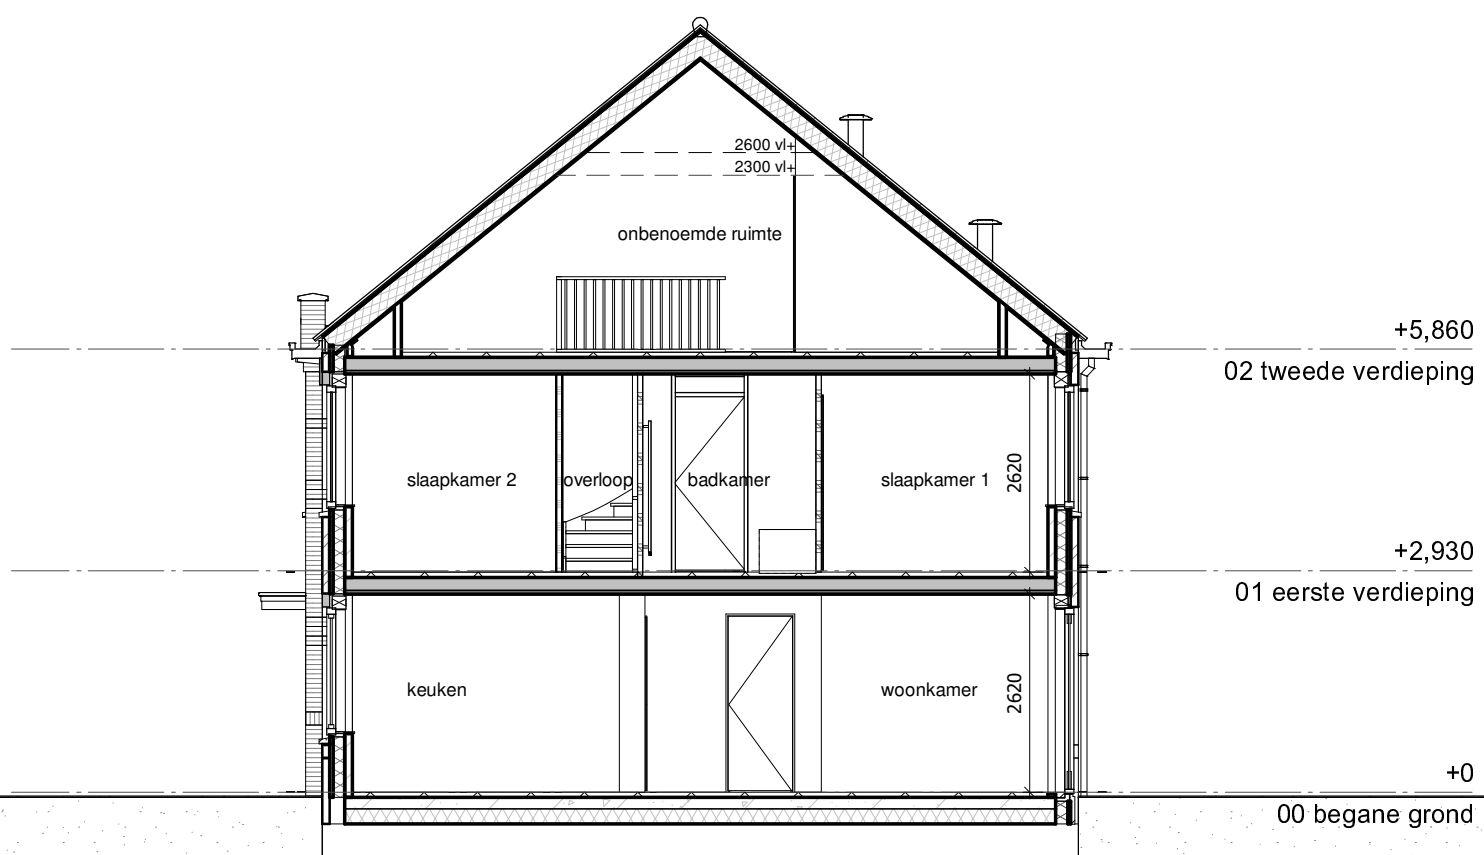 2600 vl+
2300 vl+
onbenoemde ruimte
+5,860
02 tweede verdieping
slaapkamer 2
overloop
badkamer
slaapkamer 1
2620
+2,930
01 eerste verdieping
keuken
woonkamer
2620
+0
00 begane grond